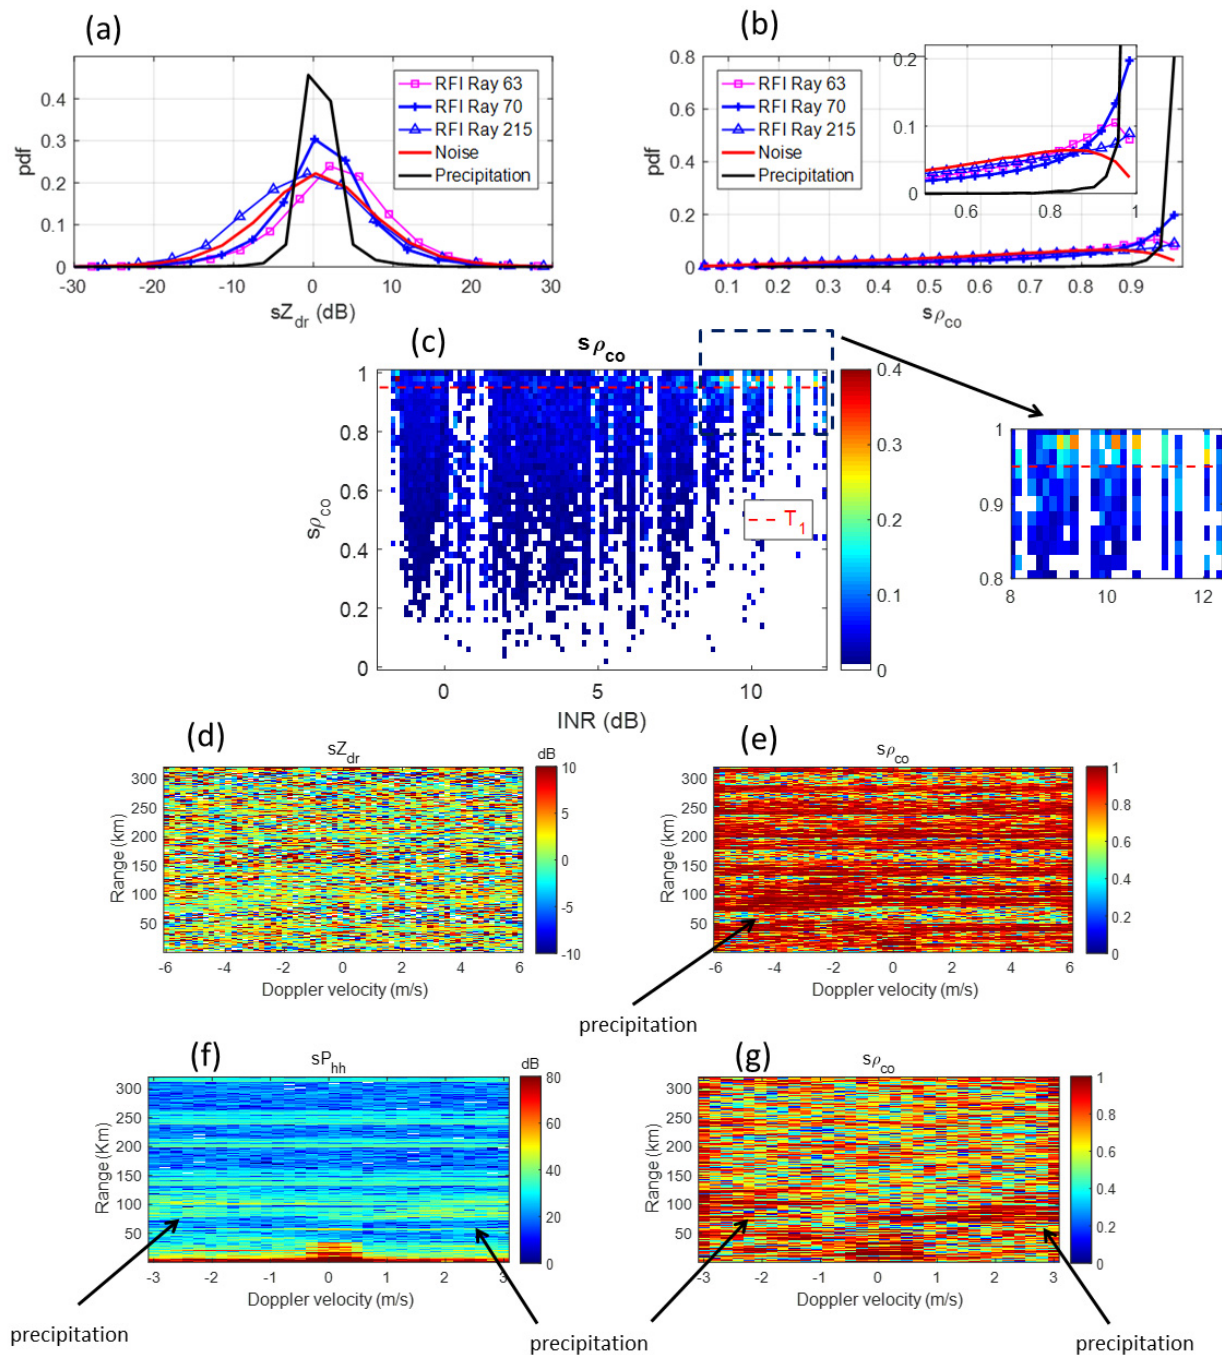 (a)
pdf
0.4
0.3
0.2
0.1
0
-30
-20
-10
0
10
20
30
sZdr (dB)
RFI Ray 63
RFI Ray 70
RFI Ray 215
Noise
Precipitation
(b)
pdf
0.8
0.6
0.4
0.2
0
0.1
0.2
0.3
0.4
0.5
0.6
0.7
0.8
0.9
sρco
RFI Ray 63
RFI Ray 70
RFI Ray 215
Noise
Precipitation
0.2
0.1
0
0.6
0.8
1
(c)
sρco
sρco
1
0.8
0.6
0.4
0.2
0
0
5
10
INR (dB)
T1
0.4
0.3
0.2
0.1
0
1
0.9
0.8
8
10
12
(d)
sZdr
dB
Range (km)
300
250
200
150
100
50
-6
-4
-2
0
2
4
6
Doppler velocity (m/s)
10
5
0
-5
-10
(e)
sρco
Range (km)
300
250
200
150
100
50
-6
-4
-2
0
2
4
6
Doppler velocity (m/s)
1
0.8
0.6
0.4
0.2
0
precipitation
(f)
sPhh
dB
Range (Km)
300
250
200
150
100
50
-3
-2
-1
0
1
2
3
Doppler velocity (m/s)
80
60
40
20
0
(g)
sρco
Range (Km)
300
250
200
150
100
50
-3
-2
-1
0
1
2
3
Doppler velocity (m/s)
1
0.8
0.6
0.4
0.2
0
precipitation
precipitation
precipitation